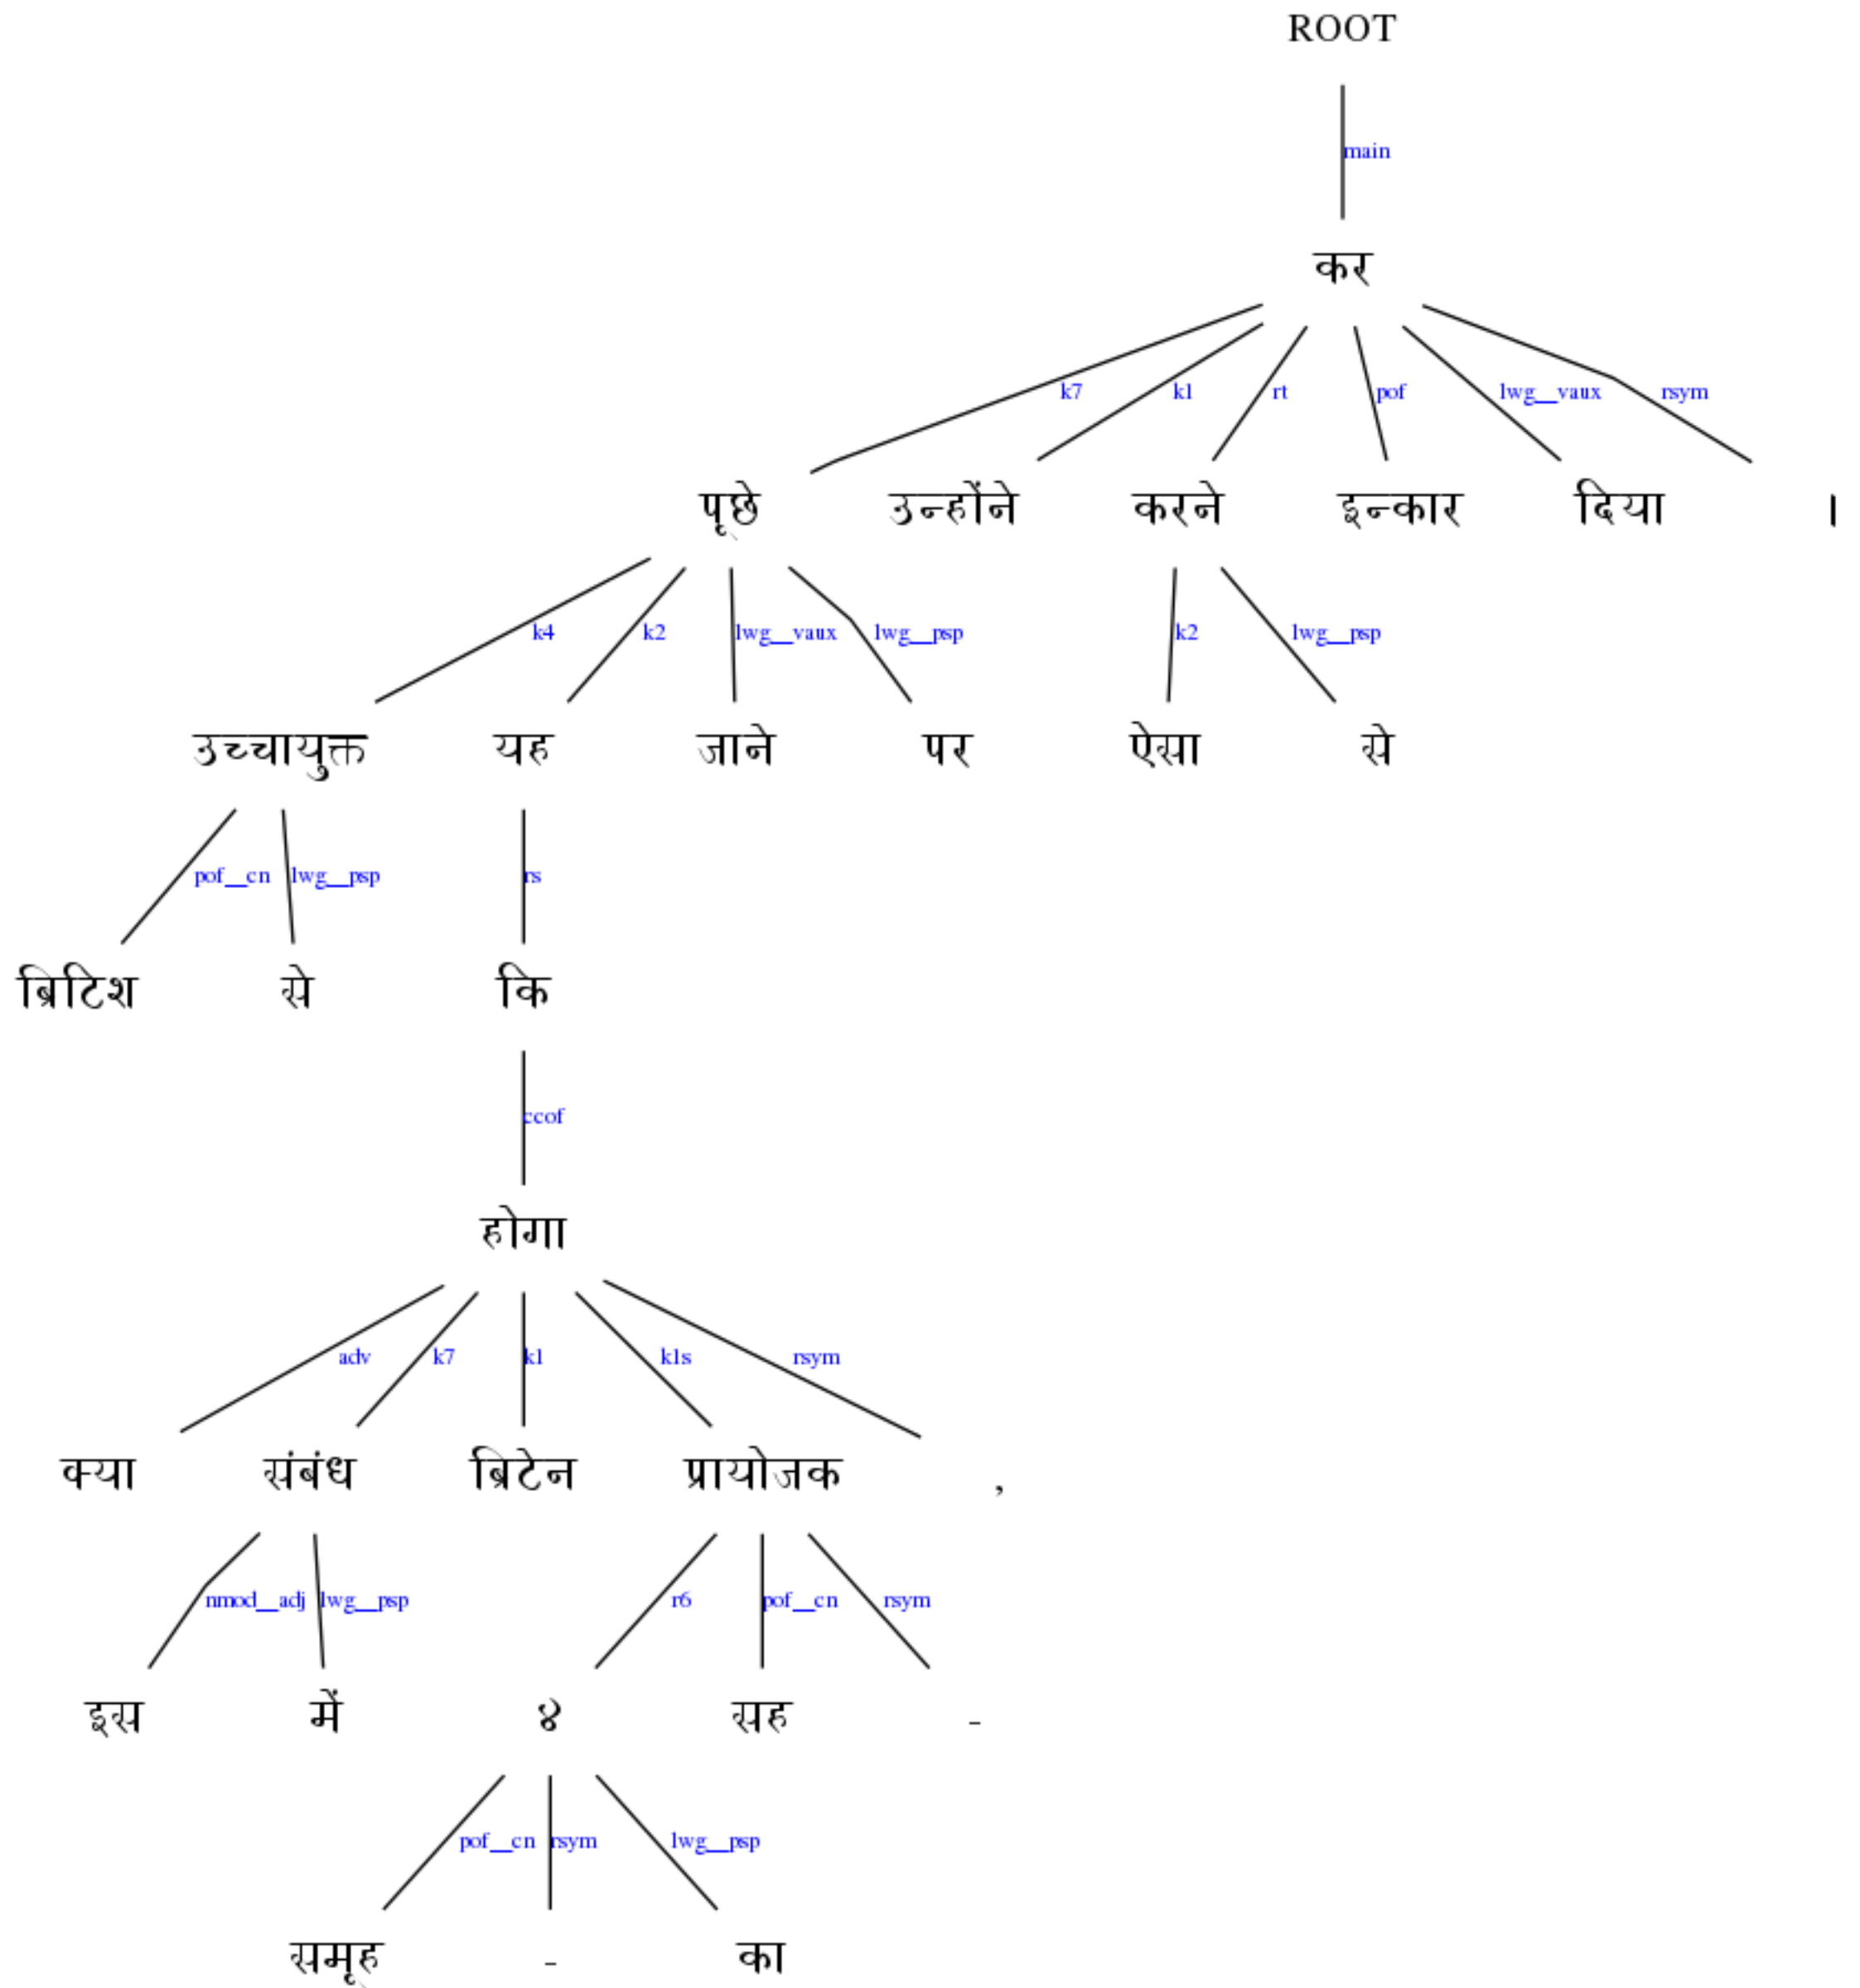 ROOT
main
कर
k7 k1 rt pof lwg__vaux rsym
पूछे उन्होंने करने इन्कार दिया ।
k4 k2 lwg__vaux lwg__psp k2 lwg__psp
उच्चायुक्त यह जाने पर ऐसा से
pof__cn lwg__psp rs
ब्रिटिश से कि
ccof
होगा
adv k7 k1 k1s rsym
क्या संबंध ब्रिटेन प्रायोजक ,
nmod__adj lwg__psp r6 pof__cn rsym
इस में ४ सह -
pof__cn rsym lwg__psp
समूह - का